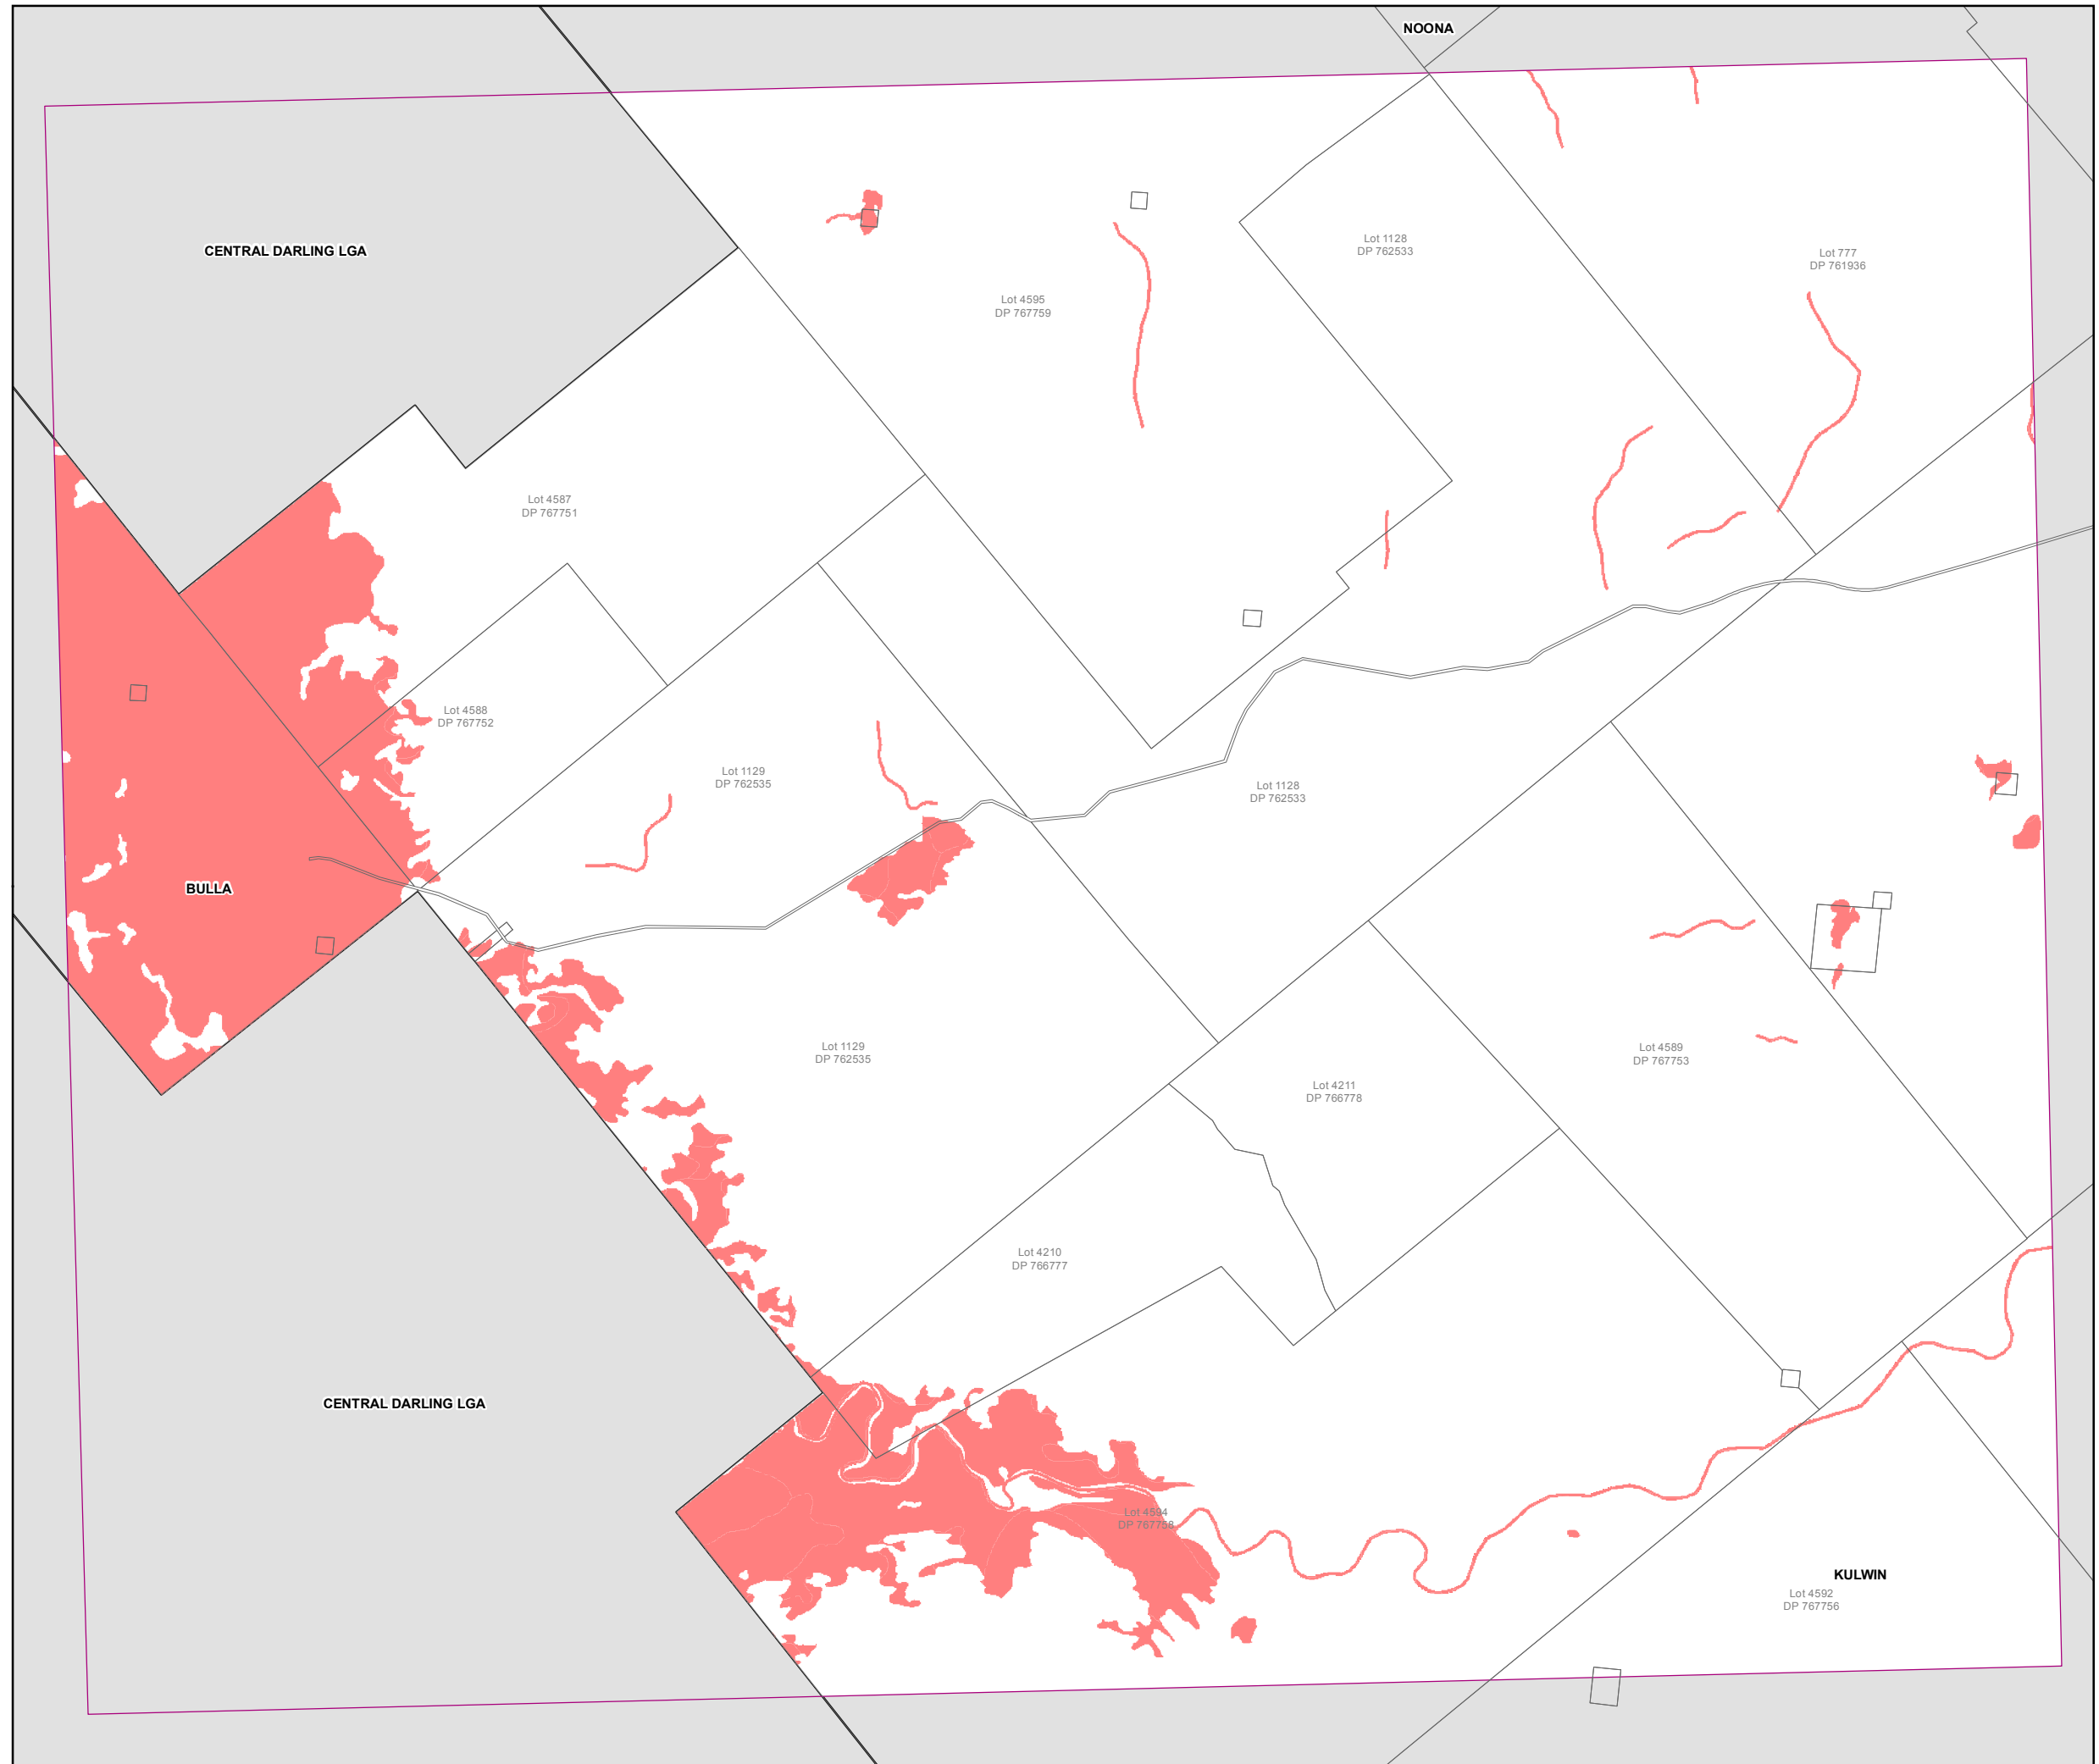 NOONA
CENTRAL DARLING LGA
Lot 1128
DP 762533
Lot 777
DP 761936
Lot 4595
DP 767759
Lot 4587
DP 767751
Lot 4588
DP 767752
Lot 1129
DP 762535
Lot 1128
DP 762533
BULLA
Lot 1129
DP 762535
Lot 4589
DP 767753
Lot 4211
DP 766778
Lot 4210
DP 766777
CENTRAL DARLING LGA
Lot 4594
DP 767758
KULWIN
Lot 4592
DP 767756